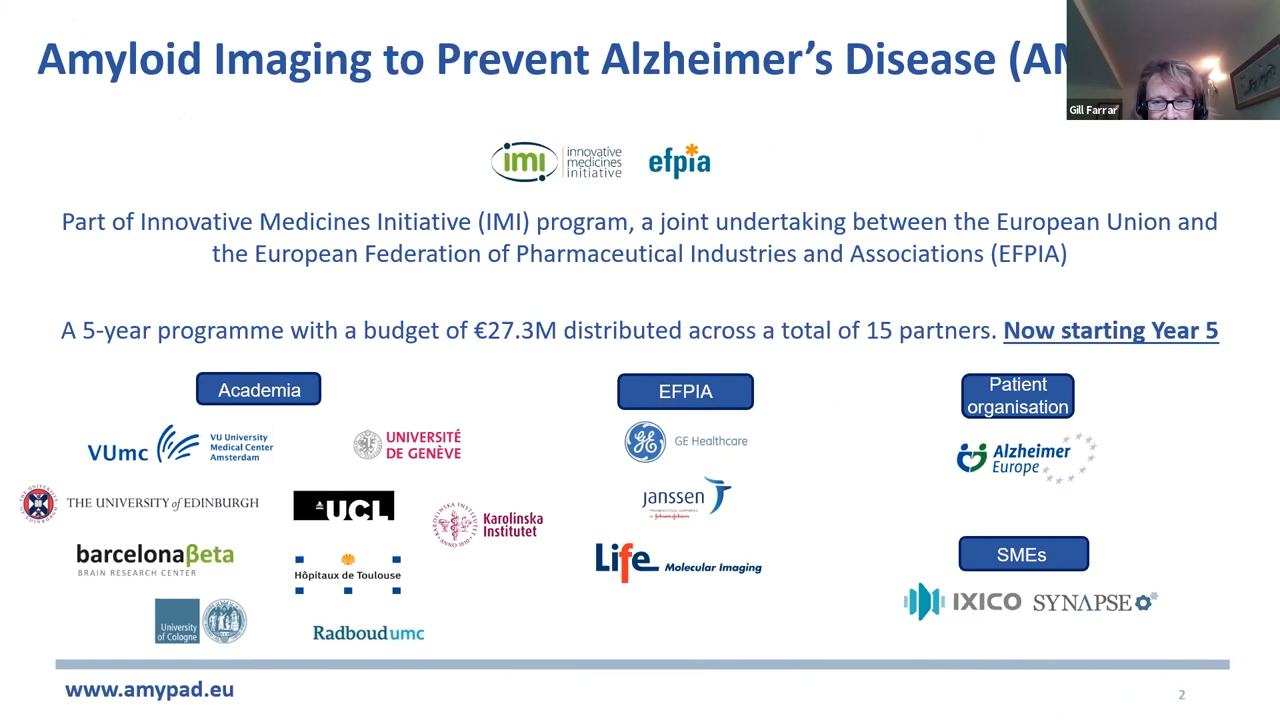 Amyloid Imaging to Prevent Alzheimer's Disease (AM
Gill Farrar
imi innovative medicines initiative
efpia
Part of Innovative Medicines Initiative (IMI) program, a joint undertaking between the European Union and
the European Federation of Pharmaceutical Industries and Associations (EFPIA)
A 5-year programme with a budget of €27.3M distributed across a total of 15 partners. Now starting Year 5
Academia
VUmc VU University Medical Center Amsterdam
UNIVERSITÉ DE GENÈVE
THE UNIVERSITY of EDINBURGH
UCL
Karolinska Institutet
barcelonaβeta
BRAIN RESEARCH CENTER
Hôpitaux de Toulouse
University of Cologne
Radboudumc
EFPIA
GE Healthcare
janssen
Life Molecular Imaging
Patient
organisation
Alzheimer
Europe
SMEs
IXICO
SYNAPSE
www.amypad.eu
2